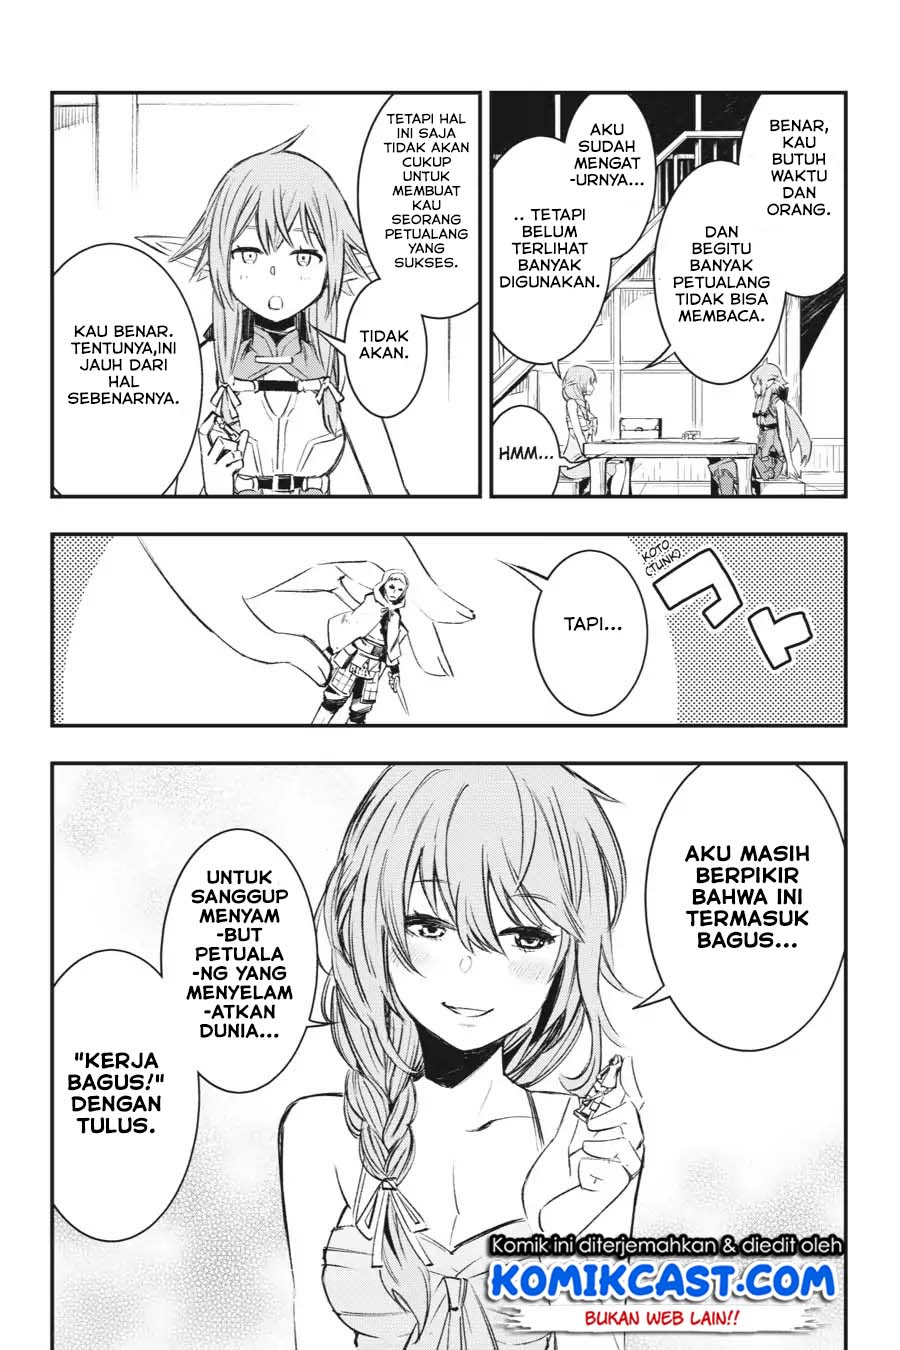 BENAR,
KAU
BUTUH
WAKTU
DAN
ORANG.
DAN
BEGITU
BANYAK
PETUALANG
TIDAK BISA
MEMBACA.
AKU
SUDAH
MENGAT
-URNYA...
.. TETAPI
BELUM
TERLIHAT
BANYAK
DIGUNAKAN.
HMM...
TETAPI HAL
INI SAJA
TIDAK AKAN
CUKUP
UNTUK
MEMBUAT
KAU
SEORANG
PETUALANG
YANG
SUKSES.
TIDAK
AKAN.
KAU BENAR.
TENTUNYA,INI
JAUH DARI
HAL
SEBENARNYA.
KOTO
(TUNK)
コト
TAPI...
AKU MASIH
BERPIKIR
BAHWA INI
TERMASUK
BAGUS...
UNTUK
SANGGUP
MENYAM
-BUT
PETUALA
-NG YANG
MENYELAM
-ATKAN
DUNIA...
"KERJA
BAGUS!"
DENGAN
TULUS.
Komik ini diterjemahkan & diedit oleh
KOMIKCAST.COM
BUKAN WEB LAIN!!